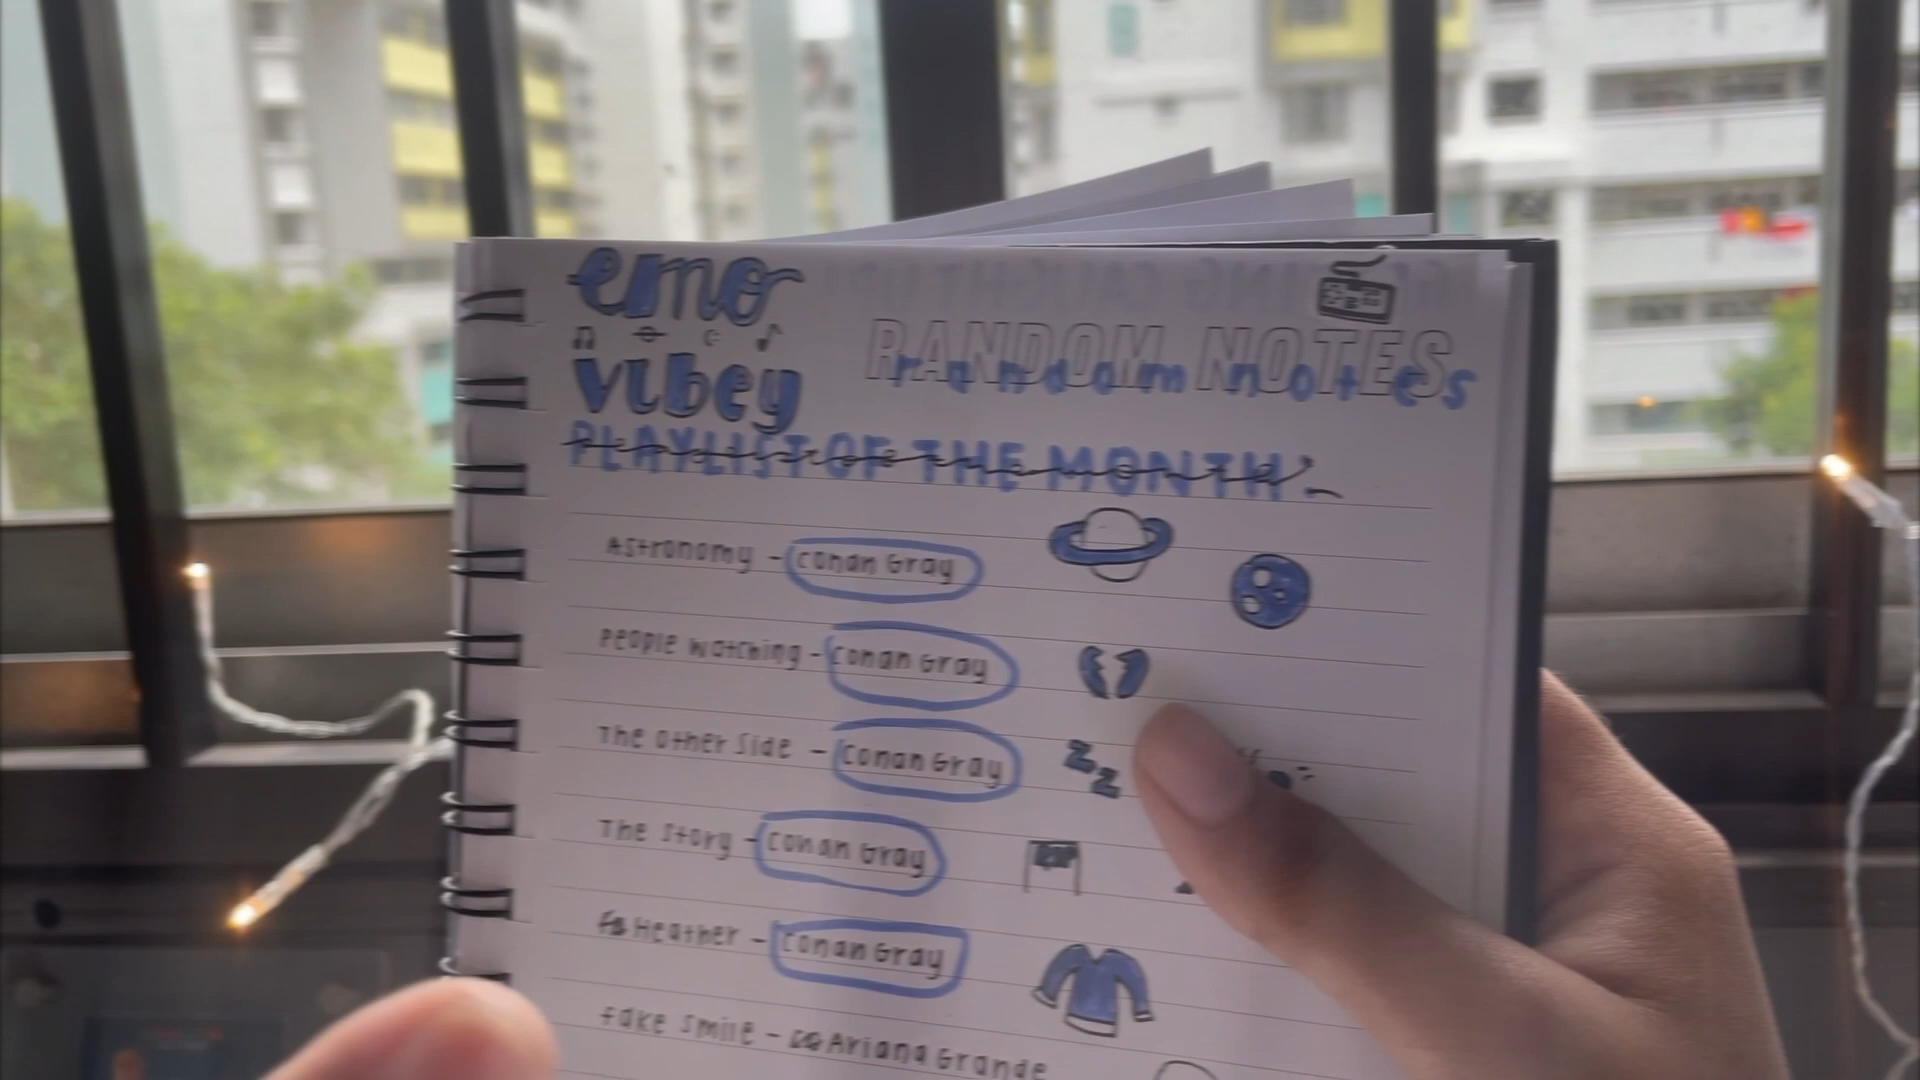 emo
vibey
RANDOM NOTES
random notes
PLAYLIST OF THE MONTH
Astronomy - Conan Gray
People Watching - Conan Gray
The Other Side - Conan Gray
zz
The Story - Conan Gray
Heather - Conan Gray
fake smile - Ariana Grande